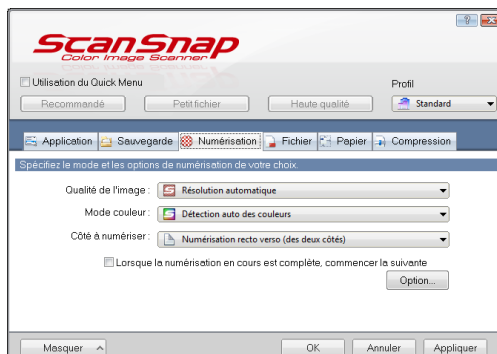 ScanSnap
Color Image Scanner
Utilisation du Quick Menu
Profil
Recommandé Petit fichier Haute qualité Standard
Application Sauvegarde Numérisation Fichier Papier Compression
Spécifiez le mode et les options de numérisation de votre choix.
Qualité de l'image : Résolution automatique
Mode couleur : Détection auto des couleurs
Côté à numériser : Numérisation recto verso (des deux côtés)
Lorsque la numérisation en cours est complète, commencer la suivante
Option...
Masquer OK Annuler Appliquer